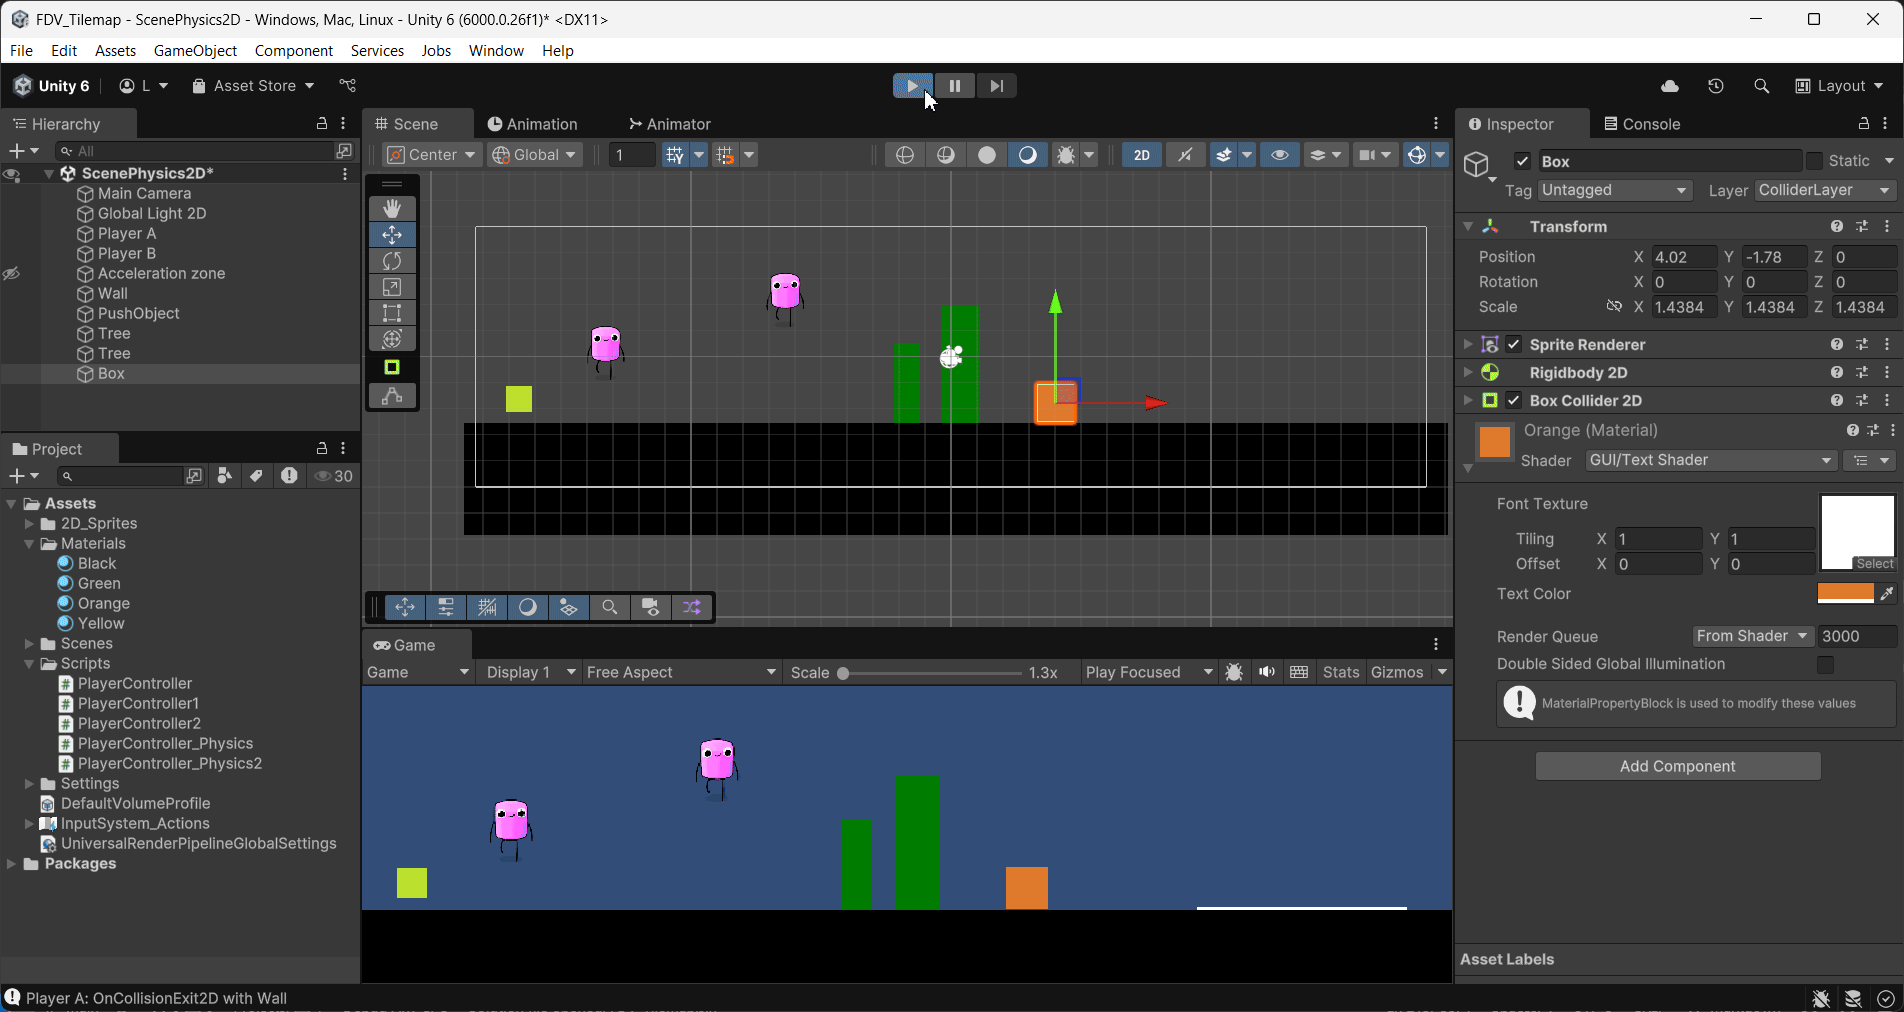 FDV_Tilemap - ScenePhysics2D - Windows, Mac, Linux - Unity 6 (6000.0.26f1)* <DX11>
File Edit Assets GameObject Component Services Jobs Window Help
Unity 6 L Asset Store Layout
Hierarchy
All
ScenePhysics2D*
Main Camera
Global Light 2D
Player A
Player B
Acceleration zone
Wall
PushObject
Tree
Tree
Box
Project
30
Assets
2D_Sprites
Materials
Black
Green
Orange
Yellow
Scenes
Scripts
PlayerController
PlayerController1
PlayerController2
PlayerController_Physics
PlayerController_Physics2
Settings
DefaultVolumeProfile
InputSystem_Actions
UniversalRenderPipelineGlobalSettings
Packages
Scene Animation Animator
Center Global 1 2D
Game
Game Display 1 Free Aspect Scale 1.3x Play Focused Stats Gizmos
Inspector Console
Box Static
Tag Untagged Layer ColliderLayer
Transform
Position X 4.02 Y -1.78 Z 0
Rotation X 0 Y 0 Z 0
Scale X 1.4384 Y 1.4384 Z 1.4384
Sprite Renderer
Rigidbody 2D
Box Collider 2D
Orange (Material)
Shader GUI/Text Shader
Font Texture
Tiling X 1 Y 1
Offset X 0 Y 0
Select
Text Color
Render Queue From Shader 3000
Double Sided Global Illumination
MaterialPropertyBlock is used to modify these values
Add Component
Asset Labels
Player A: OnCollisionExit2D with Wall